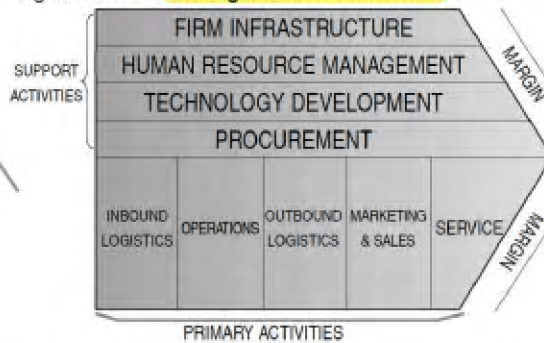 FIRM INFRASTRUCTURE
HUMAN RESOURCE MANAGEMENT
TECHNOLOGY DEVELOPMENT
PROCUREMENT
SUPPORT
ACTIVITIES
MARGIN
INBOUND
LOGISTICS
OPERATIONS
OUTBOUND
LOGISTICS
MARKETING
& SALES
SERVICE
MARGIN
PRIMARY ACTIVITIES